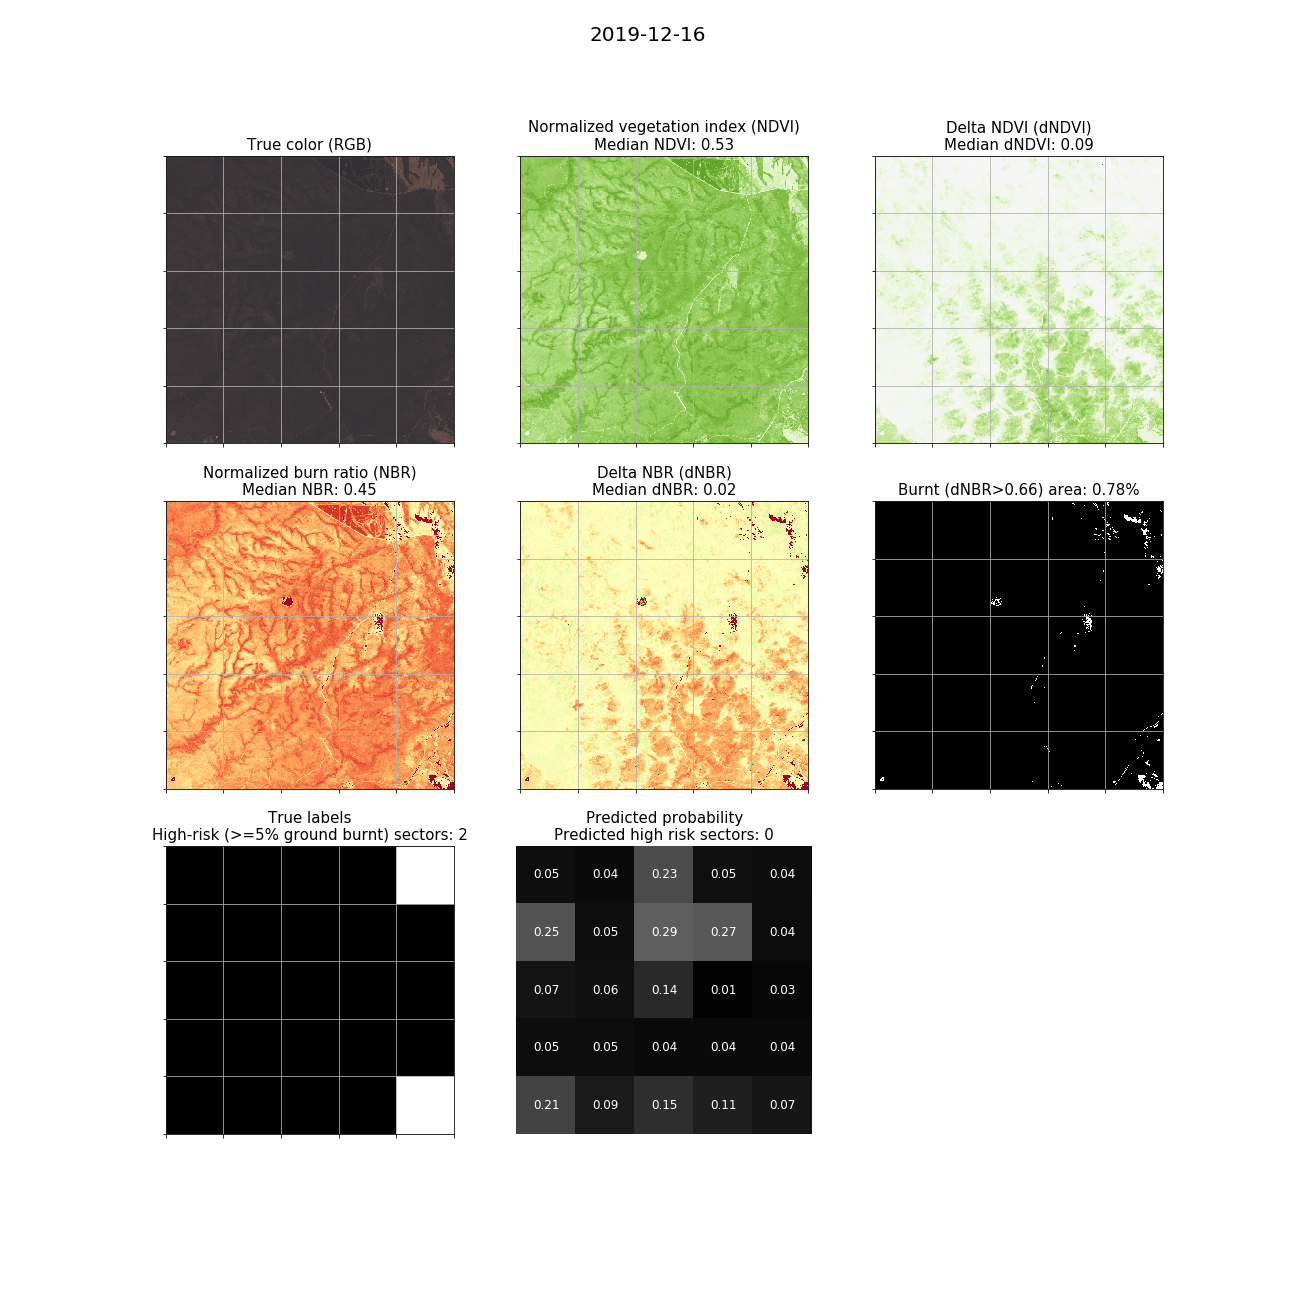 2019-12-16
True color (RGB)
Normalized vegetation index (NDVI)
Median NDVI: 0.53
Delta NDVI (dNDVI)
Median dNDVI: 0.09
Normalized burn ratio (NBR)
Median NBR: 0.45
Delta NBR (dNBR)
Median dNBR: 0.02
Burnt (dNBR>0.66) area: 0.78%
True labels
High-risk (>=5% ground burnt) sectors: 2
Predicted probability
Predicted high risk sectors: 0
0.05 0.04 0.23 0.05 0.04
0.25 0.05 0.29 0.27 0.04
0.07 0.06 0.14 0.01 0.03
0.05 0.05 0.04 0.04 0.04
0.21 0.09 0.15 0.11 0.07